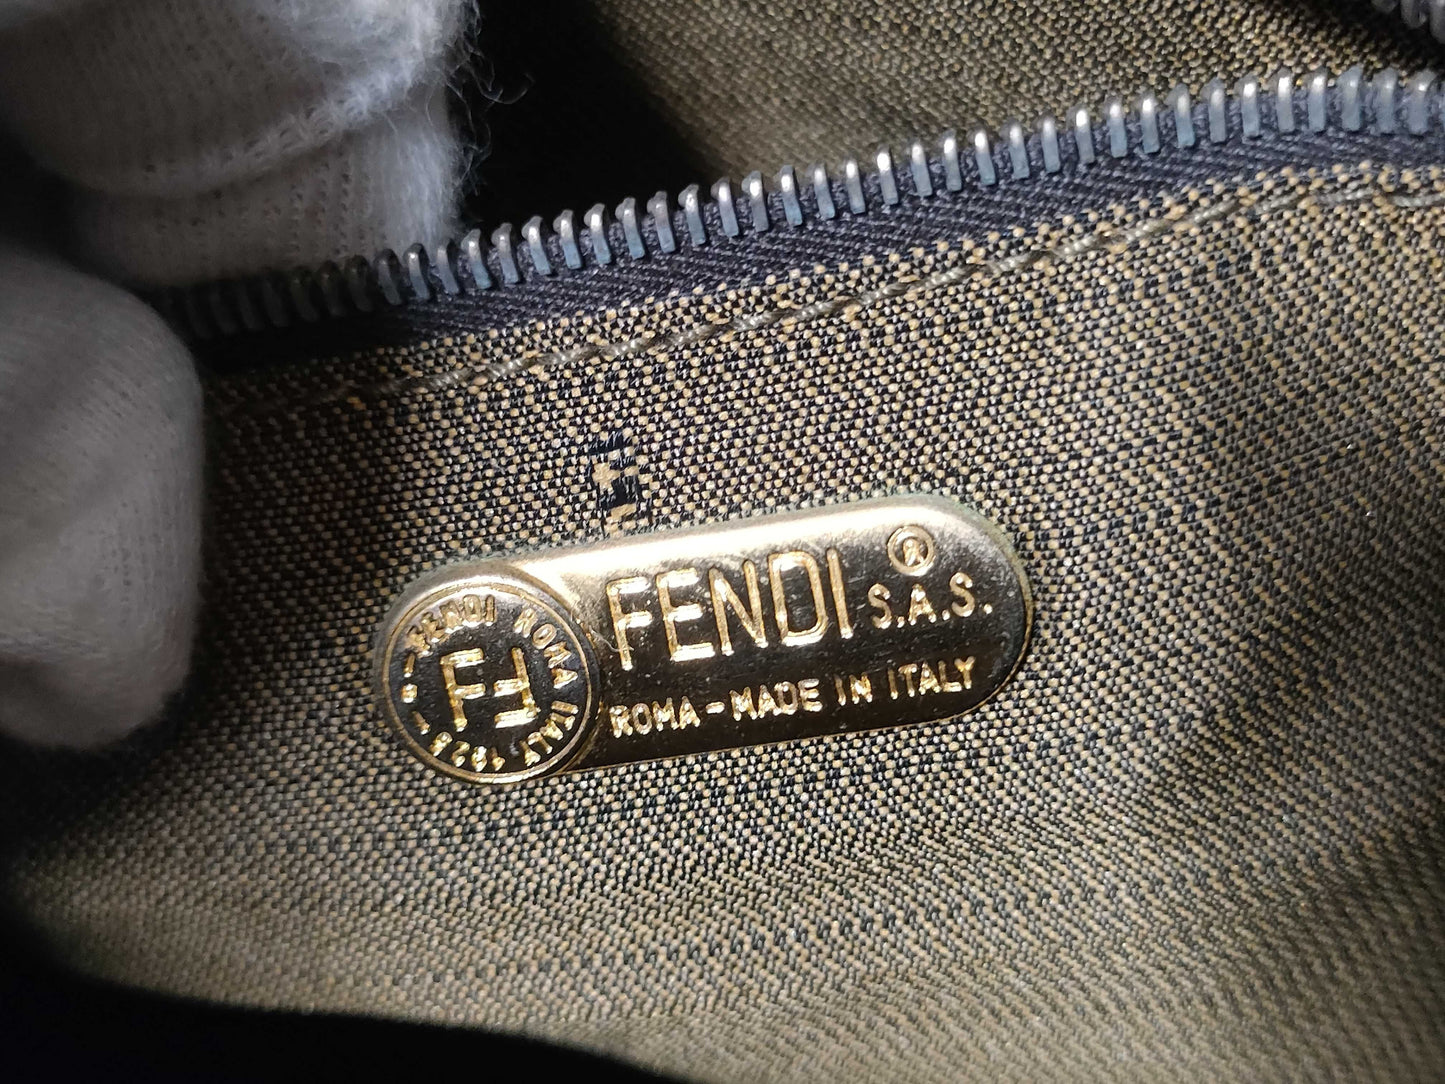 FENDI ®
S.A.S.
ROMA-MADE IN ITALY
FENDI ROMA ITALY 1925
FF